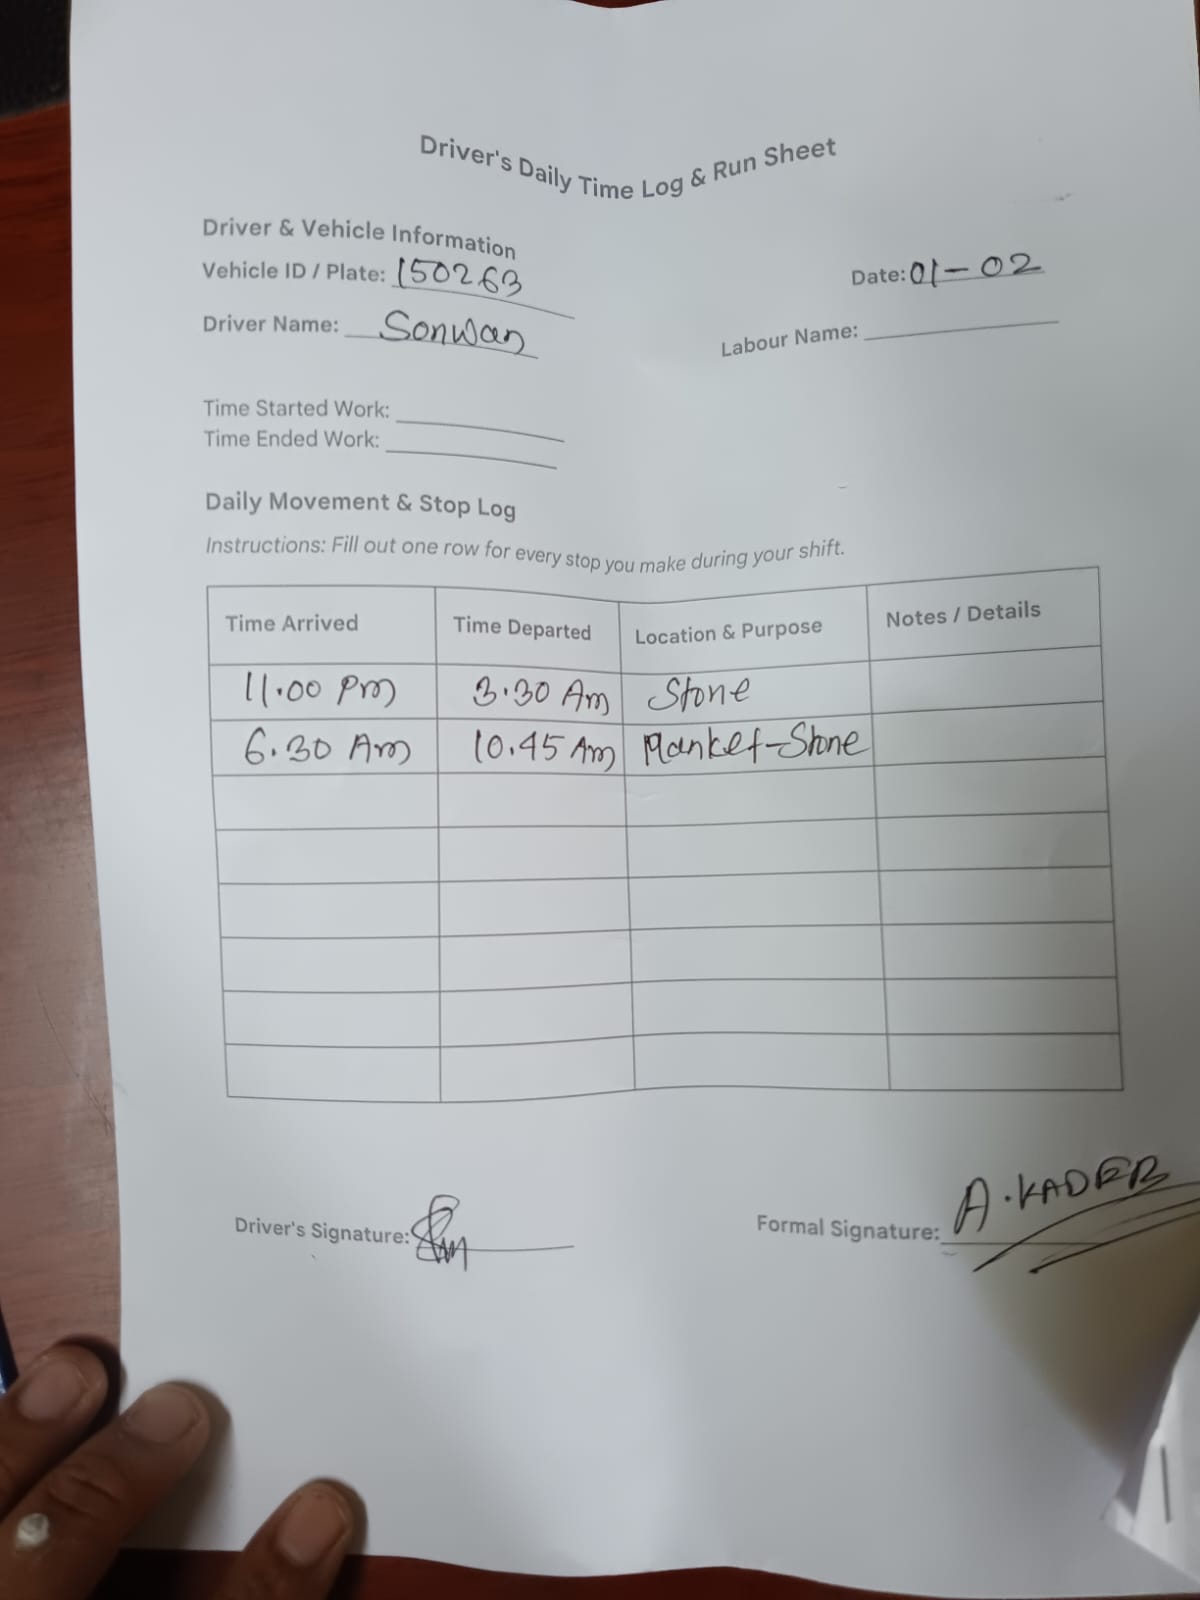 Driver's Daily Time Log & Run Sheet
Driver & Vehicle Information
Vehicle ID / Plate: 150263
Date: 01-02
Driver Name: Sonwan
Labour Name:
Time Started Work:
Time Ended Work:
Daily Movement & Stop Log
Instructions: Fill out one row for every stop you make during your shift.
Time Arrived Time Departed Location & Purpose Notes / Details
11.00 Pm 3.30 Am Stone
6.30 Am 10.45 Am Manket-Stone
Driver's Signature:
Formal Signature: A.KADER